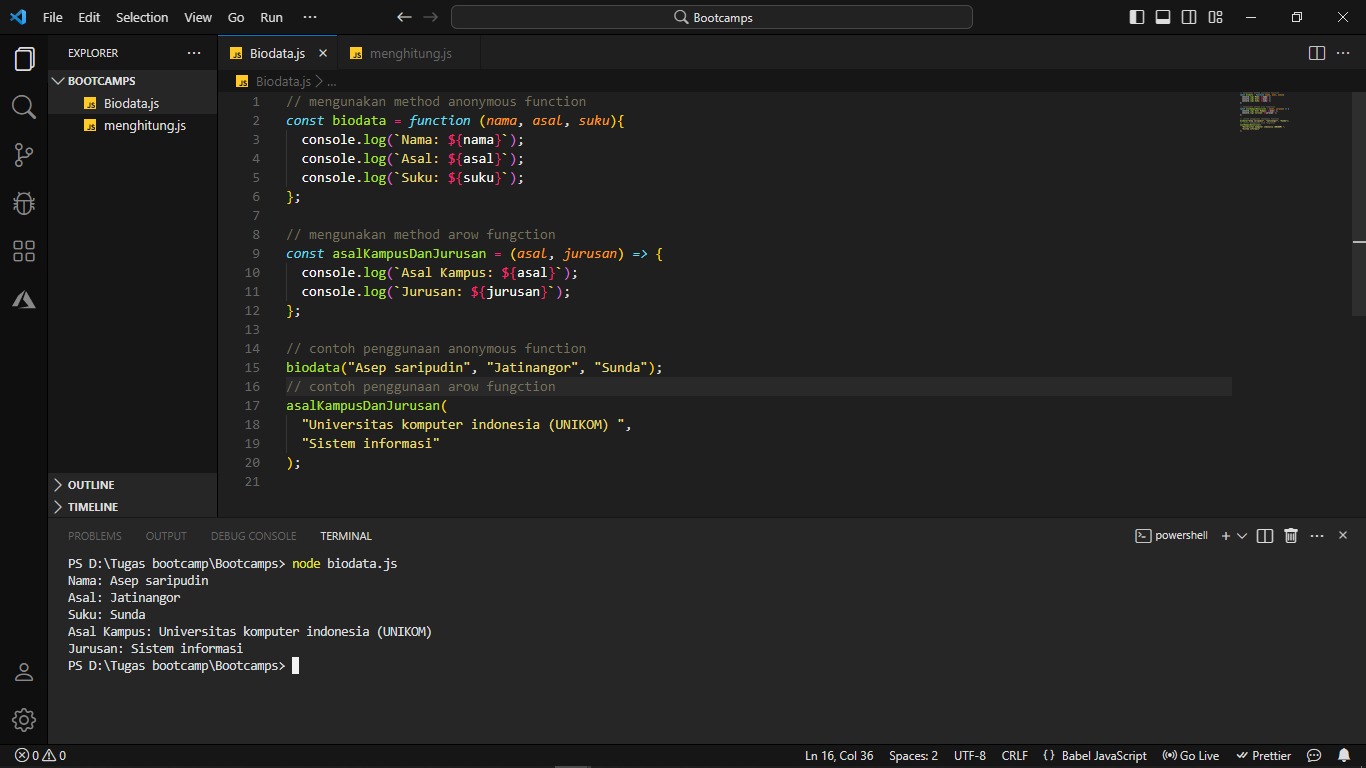 File Edit Selection View Go Run ··· Bootcamps
EXPLORER ···
BOOTCAMPS
JS Biodata.js
JS menghitung.js
OUTLINE
TIMELINE
JS Biodata.js × JS menghitung.js
JS Biodata.js > ...
1 // mengunakan method anonymous function
2 const biodata = function (nama, asal, suku){
3 console.log(`Nama: ${nama}`);
4 console.log(`Asal: ${asal}`);
5 console.log(`Suku: ${suku}`);
6 };
7
8 // mengunakan method arow fungction
9 const asalKampusDanJurusan = (asal, jurusan) => {
10 console.log(`Asal Kampus: ${asal}`);
11 console.log(`Jurusan: ${jurusan}`);
12 };
13
14 // contoh penggunaan anonymous function
15 biodata("Asep saripudin", "Jatinangor", "Sunda");
16 // contoh penggunaan arow fungction
17 asalKampusDanJurusan(
18 "Universitas komputer indonesia (UNIKOM) ",
19 "Sistem informasi"
20 );
21
PROBLEMS OUTPUT DEBUG CONSOLE TERMINAL powershell
PS D:\Tugas bootcamp\Bootcamps> node biodata.js
Nama: Asep saripudin
Asal: Jatinangor
Suku: Sunda
Asal Kampus: Universitas komputer indonesia (UNIKOM)
Jurusan: Sistem informasi
PS D:\Tugas bootcamp\Bootcamps>
0 0 Ln 16, Col 36 Spaces: 2 UTF-8 CRLF {} Babel JavaScript Go Live Prettier